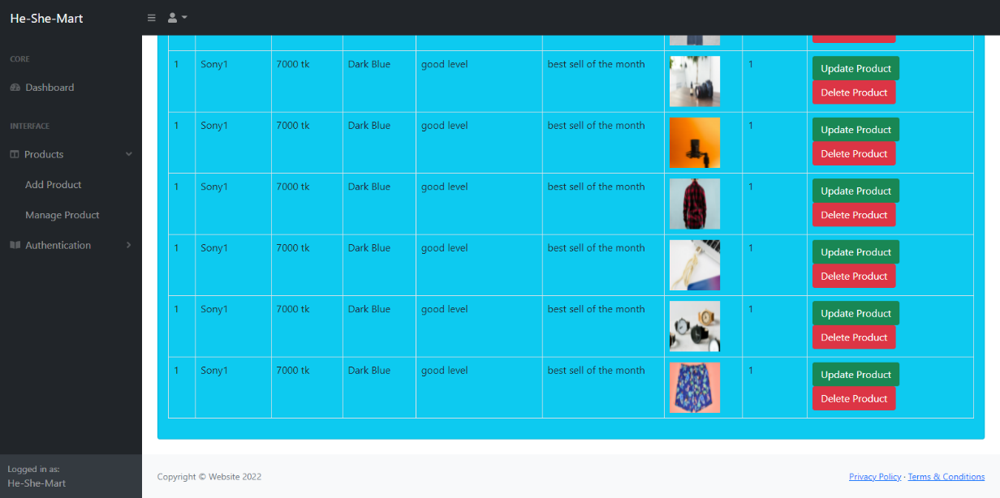 He-She-Mart
CORE
Dashboard
INTERFACE
Products
Add Product
Manage Product
Authentication
Logged in as:
He-She-Mart
1 Sony1 7000 tk Dark Blue good level best sell of the month 1 Update Product
Delete Product
1 Sony1 7000 tk Dark Blue good level best sell of the month 1 Update Product
Delete Product
1 Sony1 7000 tk Dark Blue good level best sell of the month 1 Update Product
Delete Product
1 Sony1 7000 tk Dark Blue good level best sell of the month 1 Update Product
Delete Product
1 Sony1 7000 tk Dark Blue good level best sell of the month 1 Update Product
Delete Product
1 Sony1 7000 tk Dark Blue good level best sell of the month 1 Update Product
Delete Product
Copyright © Website 2022 Privacy Policy · Terms & Conditions